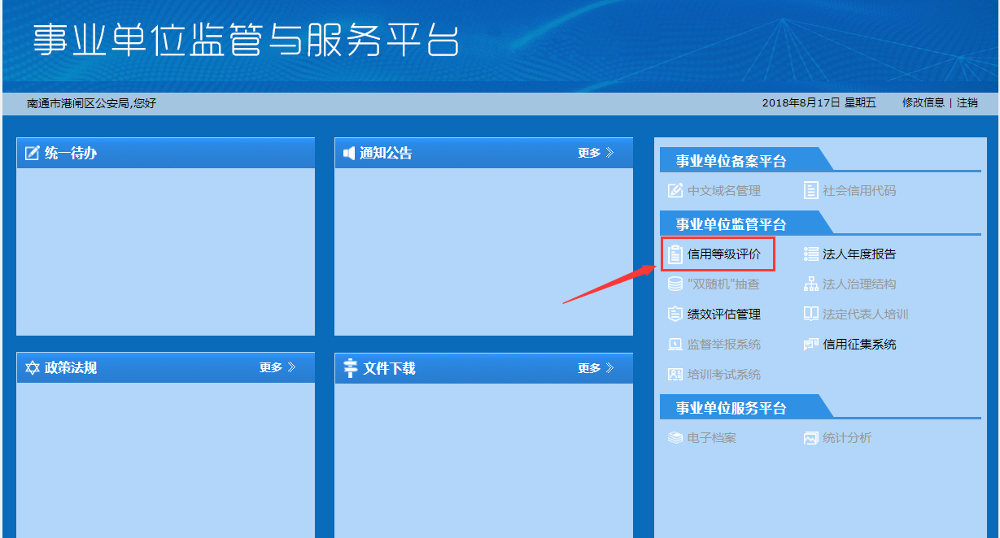 事业单位监管与服务平台
南通市港闸区公安局,您好
2018年8月17日 星期五 修改信息 | 注销
统一待办
通知公告 更多
事业单位备案平台
中文域名管理 社会信用代码
事业单位监管平台
信用等级评价 法人年度报告
"双随机"抽查 法人治理结构
绩效评估管理 法定代表人培训
监督举报系统 信用征集系统
培训考试系统
政策法规 更多
文件下载 更多
事业单位服务平台
电子档案 统计分析